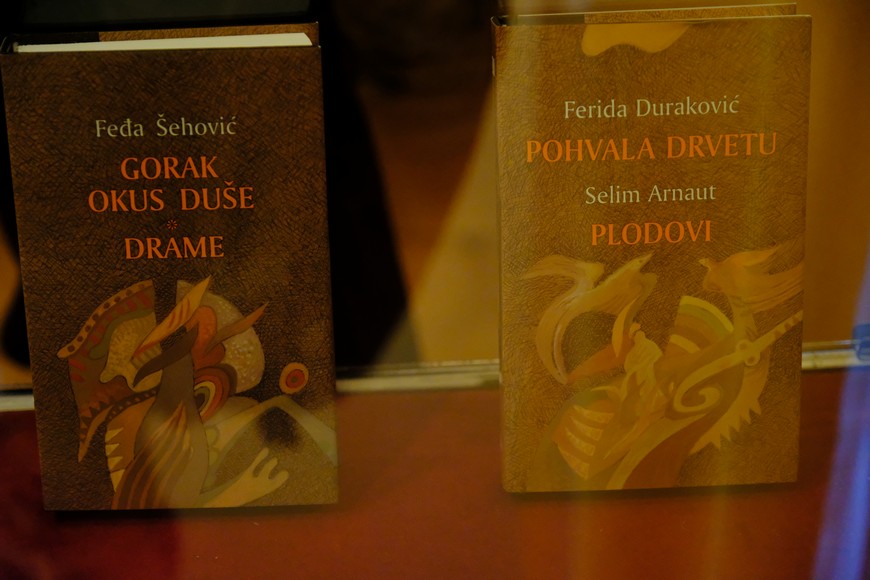 Feđa Šehović
GORAK
OKUS DUŠE
*
DRAME
Ferida Duraković
POHVALA DRVETU
Selim Arnaut
PLODOVI